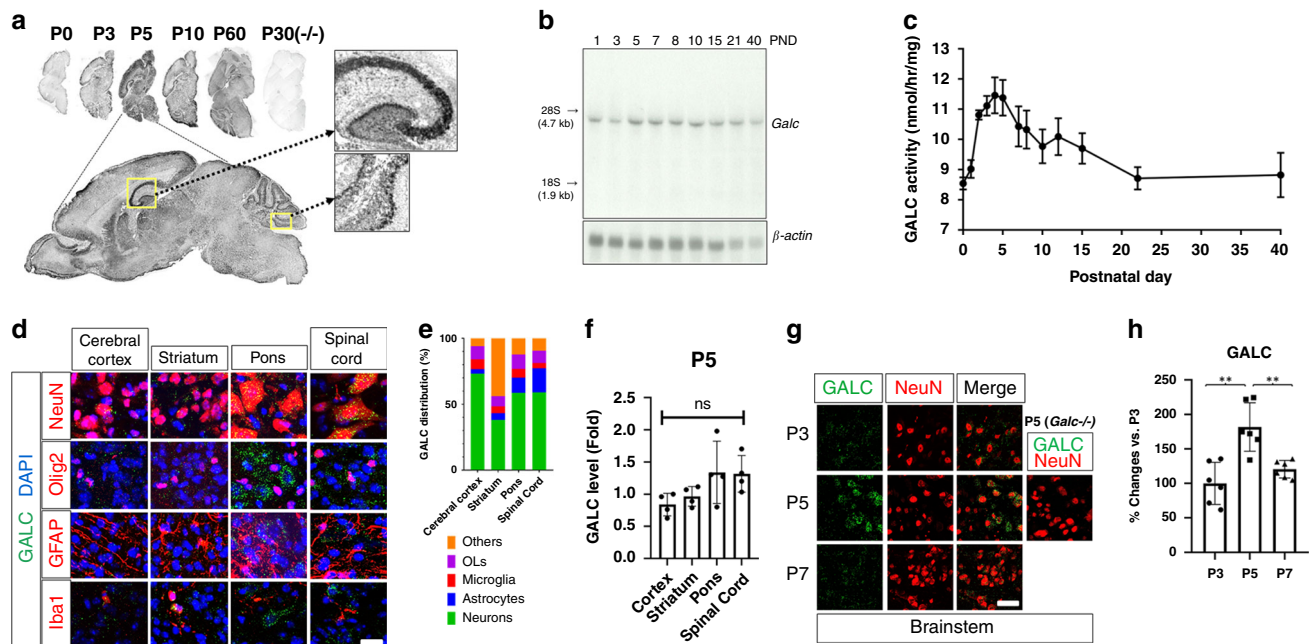 a
P0 P3 P5 P10 P60 P30(-/-)
b
1 3 5 7 8 10 15 21 40 PND
28S →
(4.7 kb)
Galc
18S →
(1.9 kb)
β-actin
c
GALC activity (nmol/hr/mg)
13
12
11
10
9
8
7
0 5 10 15 20 25 30 35 40
Postnatal day
d
Cerebral
cortex
Striatum
Pons
Spinal
cord
GALC DAPI
NeuN
Olig2
GFAP
Iba1
e
GALC distribution (%)
100
50
0
Cerebral cortex
Striatum
Pons
Spinal Cord
Others
OLs
Microglia
Astrocytes
Neurons
f
P5
ns
GALC level (Fold)
2.5
2.0
1.5
1.0
0.5
0.0
Cortex
Striatum
Pons
Spinal Cord
g
GALC NeuN Merge
P3
P5
P7
P5 (Galc-/-)
GALC
NeuN
Brainstem
h
GALC
** **
% Changes vs. P3
250
200
150
100
50
0
P3 P5 P7